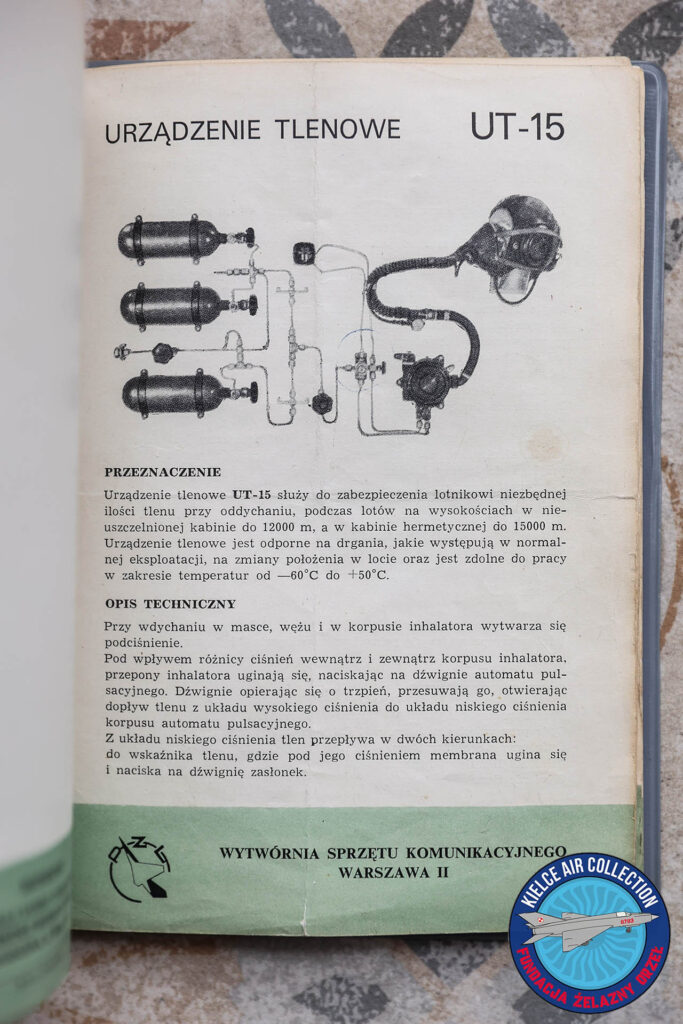 URZĄDZENIE TLENOWE UT-15
PRZEZNACZENIE
Urządzenie tlenowe UT-15 służy do zabezpieczenia lotnikowi niezbędnej
ilości tlenu przy oddychaniu, podczas lotów na wysokościach w nie-
uszczelnionej kabinie do 12000 m, a w kabinie hermetycznej do 15000 m.
Urządzenie tlenowe jest odporne na drgania, jakie występują w normal-
nej eksploatacji, na zmiany położenia w locie oraz jest zdolne do pracy
w zakresie temperatur od —60°C do +50°C.
OPIS TECHNICZNY
Przy wdychaniu w masce, wężu i w korpusie inhalatora wytwarza się
podciśnienie.
Pod wpływem różnicy ciśnień wewnątrz i zewnątrz korpusu inhalatora,
przepony inhalatora uginają się, naciskając na dźwignie automatu pul-
sacyjnego. Dźwignie opierając się o trzpień, przesuwają go, otwierając
dopływ tlenu z układu wysokiego ciśnienia do układu niskiego ciśnienia
korpusu automatu pulsacyjnego.
Z układu niskiego ciśnienia tlen przepływa w dwóch kierunkach:
do wskaźnika tlenu, gdzie pod jego ciśnieniem membrana ugina się
i naciska na dźwignię zasłonek.
PZL
WYTWÓRNIA SPRZĘTU KOMUNIKACYJNEGO
WARSZAWA II
KIELCE AIR COLLECTION
0703
FUNDACJA ŻELAZNY ORZEŁ